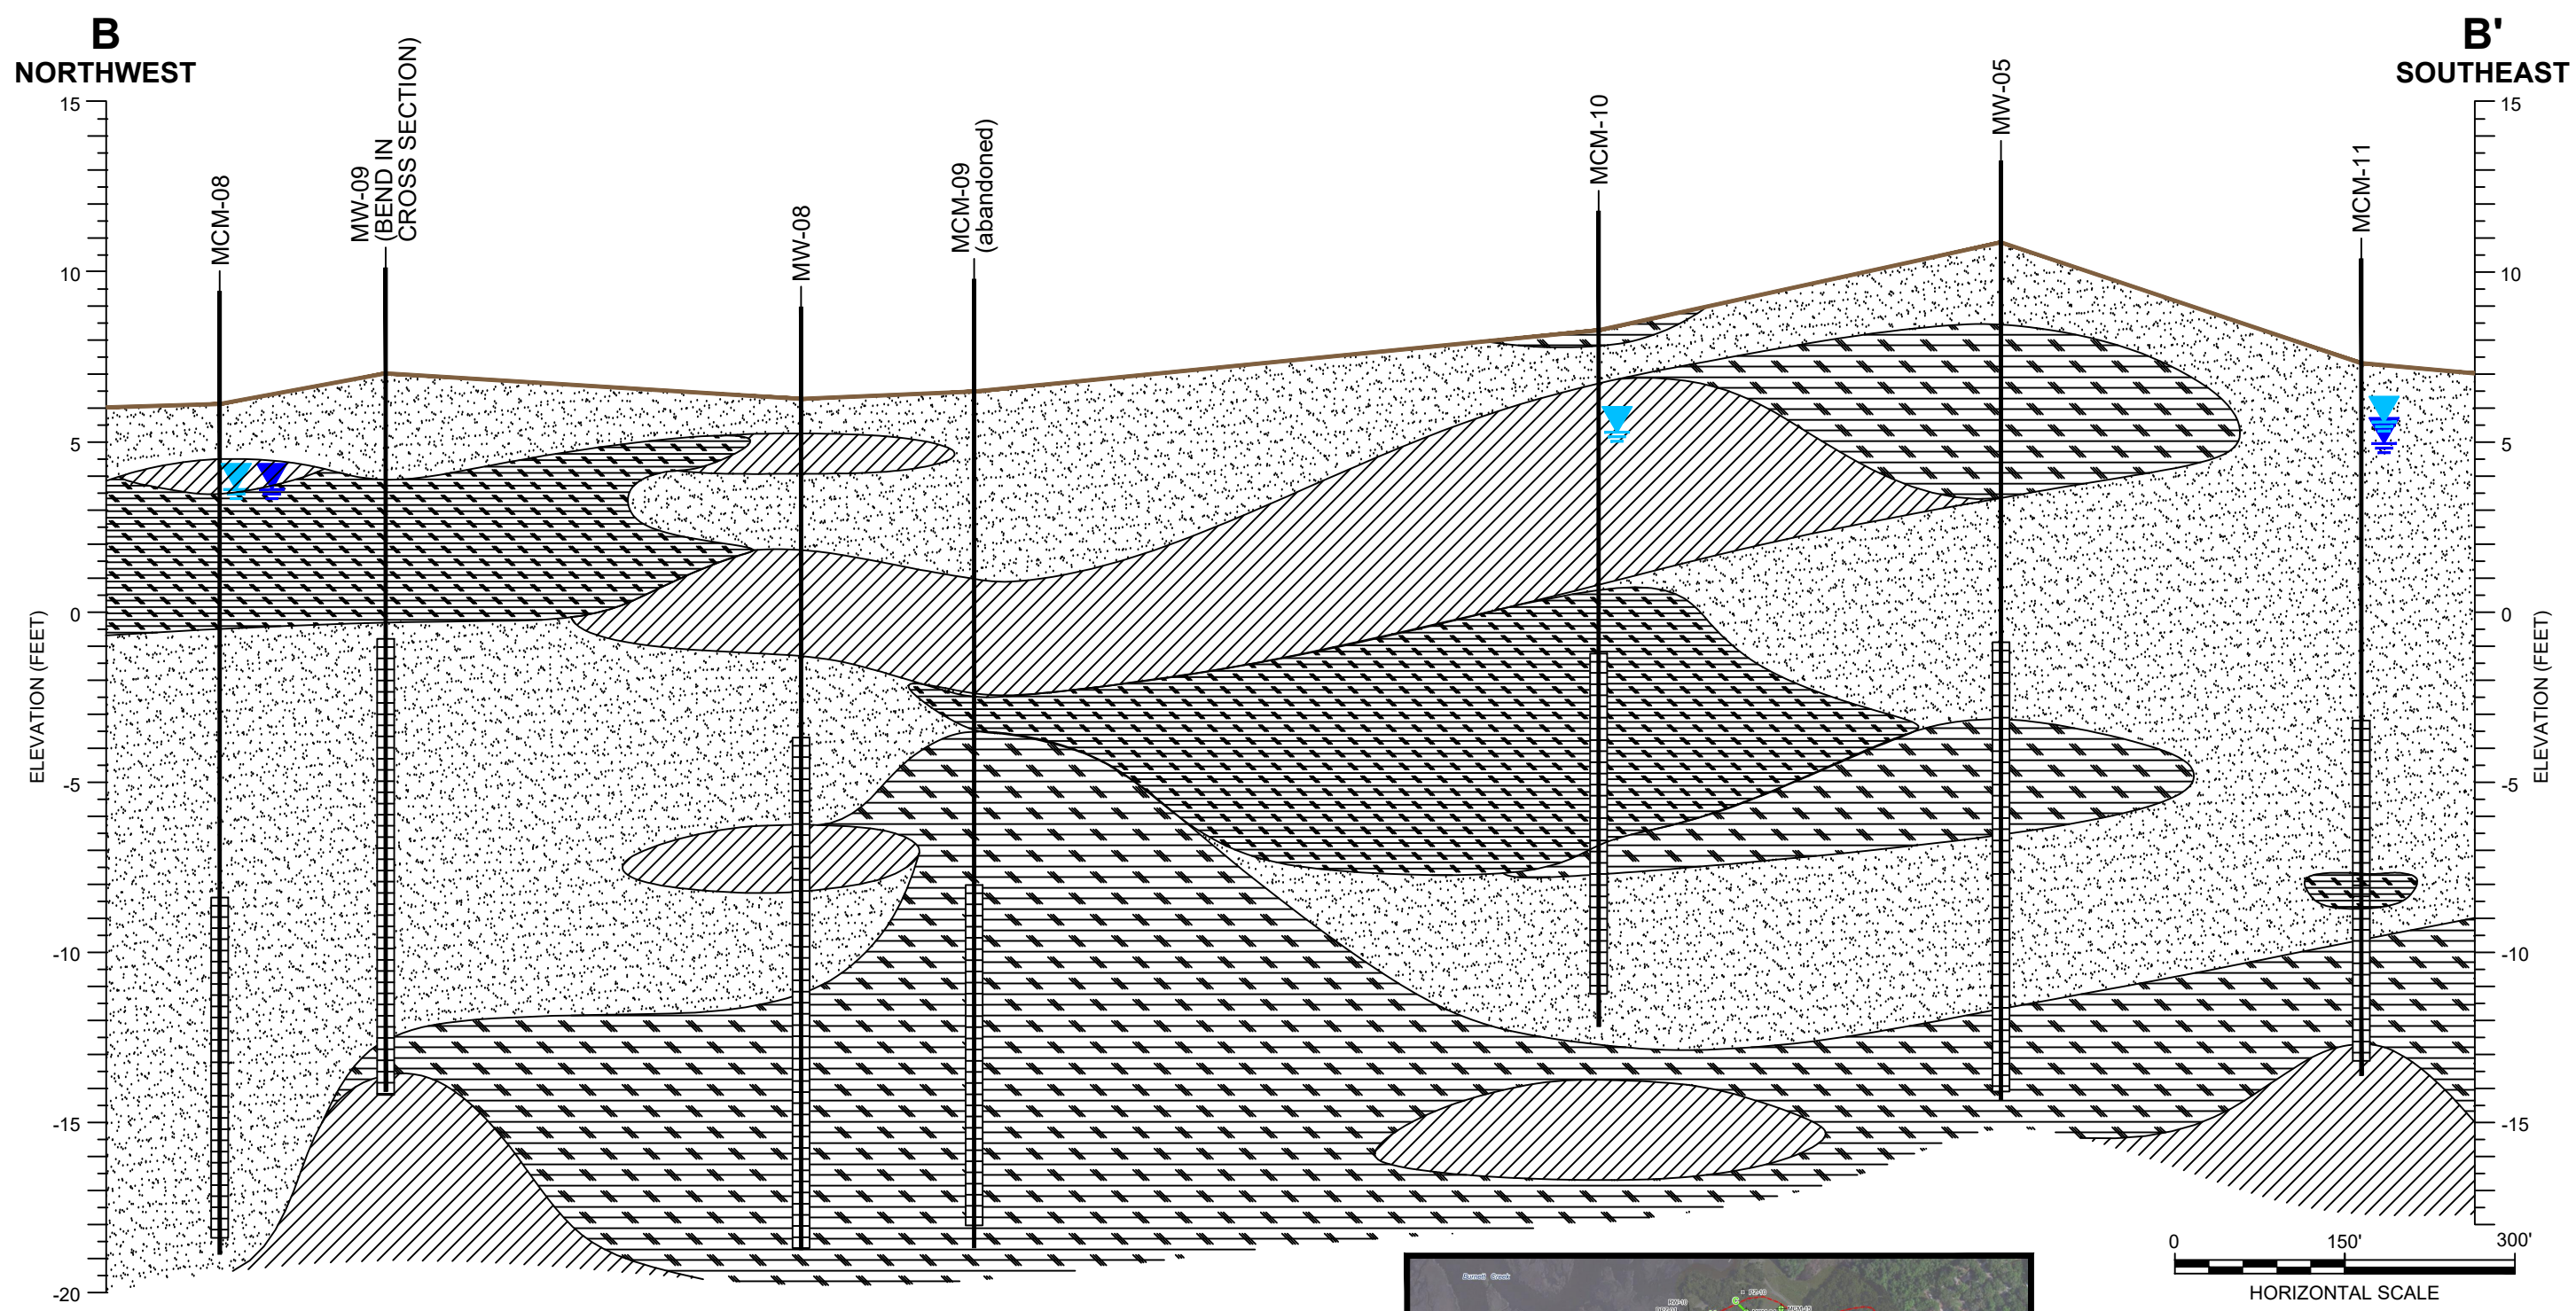 B
NORTHWEST
B'
SOUTHEAST
MCM-08
MW-09
(BEND IN
CROSS SECTION)
MW-08
MCM-09
(abandoned)
MCM-10
MW-05
MCM-11
15
10
5
0
-5
-10
-15
-20
ELEVATION (FEET)
15
10
5
0
-5
-10
-15
ELEVATION (FEET)
0 150' 300'
HORIZONTAL SCALE
Burnett Creek